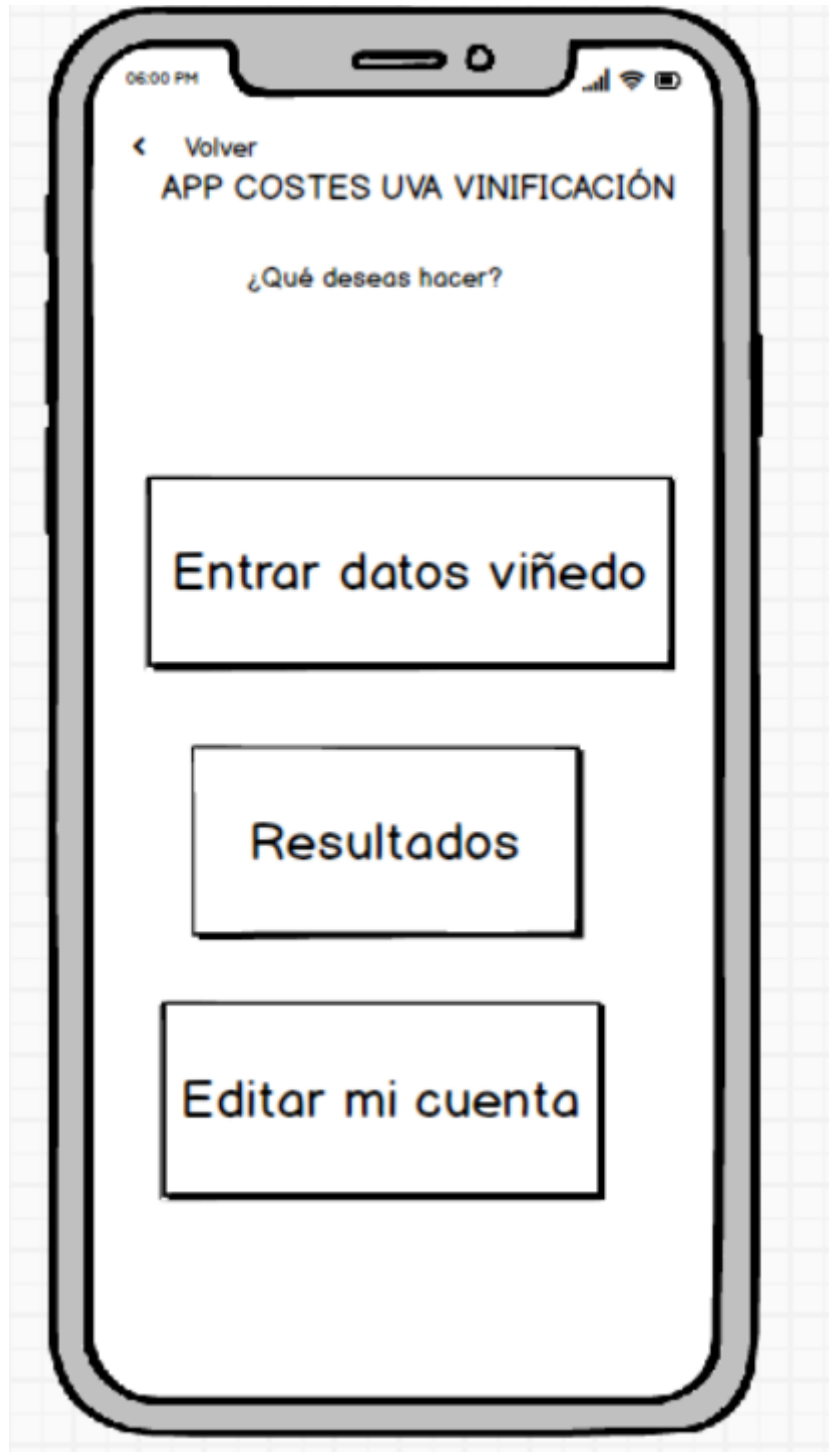 06:00 PM
Volver
APP COSTES UVA VINIFICACIÓN
¿Qué deseas hacer?
Entrar datos viñedo
Resultados
Editar mi cuenta